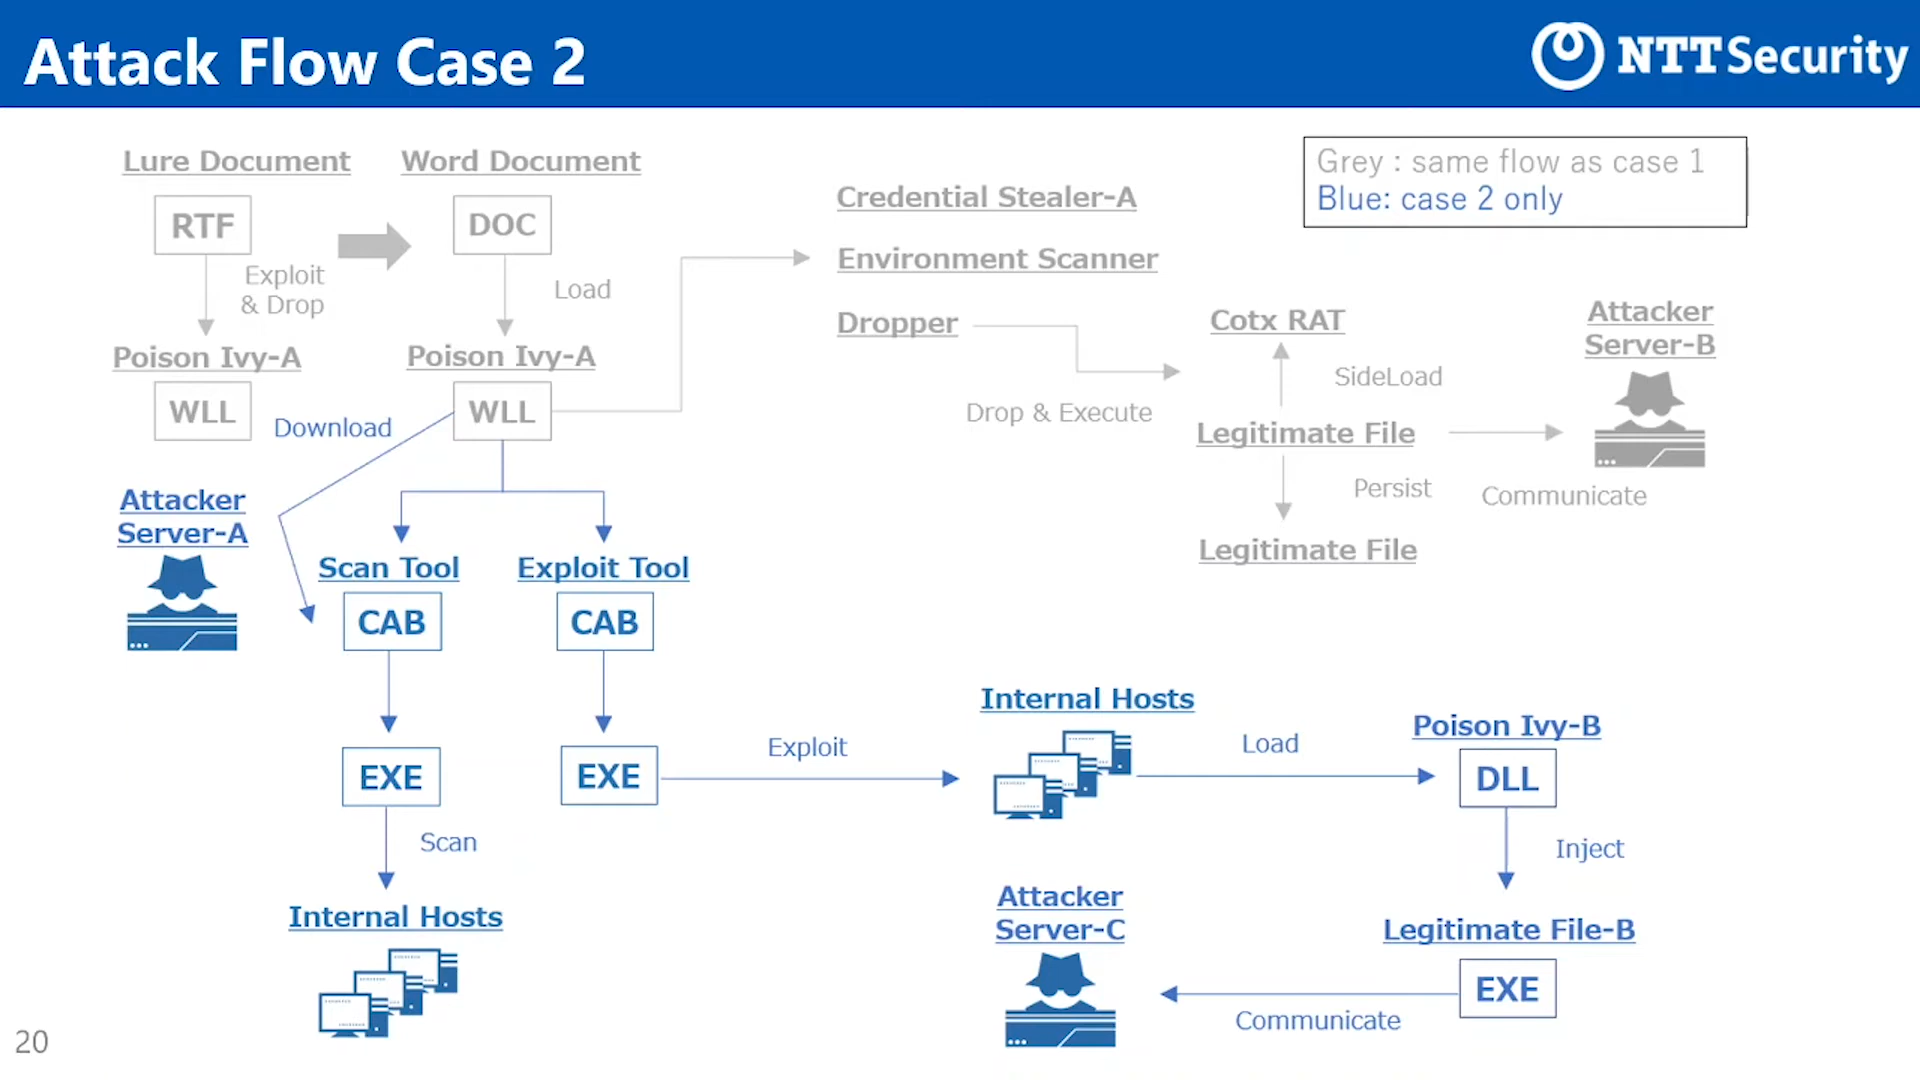 Attack Flow Case 2
NTT Security
Lure Document
Word Document
RTF
DOC
Exploit
& Drop
Load
Poison Ivy-A
Poison Ivy-A
WLL
WLL
Download
Credential Stealer-A
Environment Scanner
Dropper
Drop & Execute
Grey : same flow as case 1
Blue: case 2 only
Cotx RAT
SideLoad
Legitimate File
Persist
Communicate
Legitimate File
Attacker
Server-B
Attacker
Server-A
Scan Tool
Exploit Tool
CAB
CAB
EXE
EXE
Scan
Internal Hosts
Exploit
Internal Hosts
Load
Poison Ivy-B
DLL
Inject
Legitimate File-B
EXE
Communicate
Attacker
Server-C
20